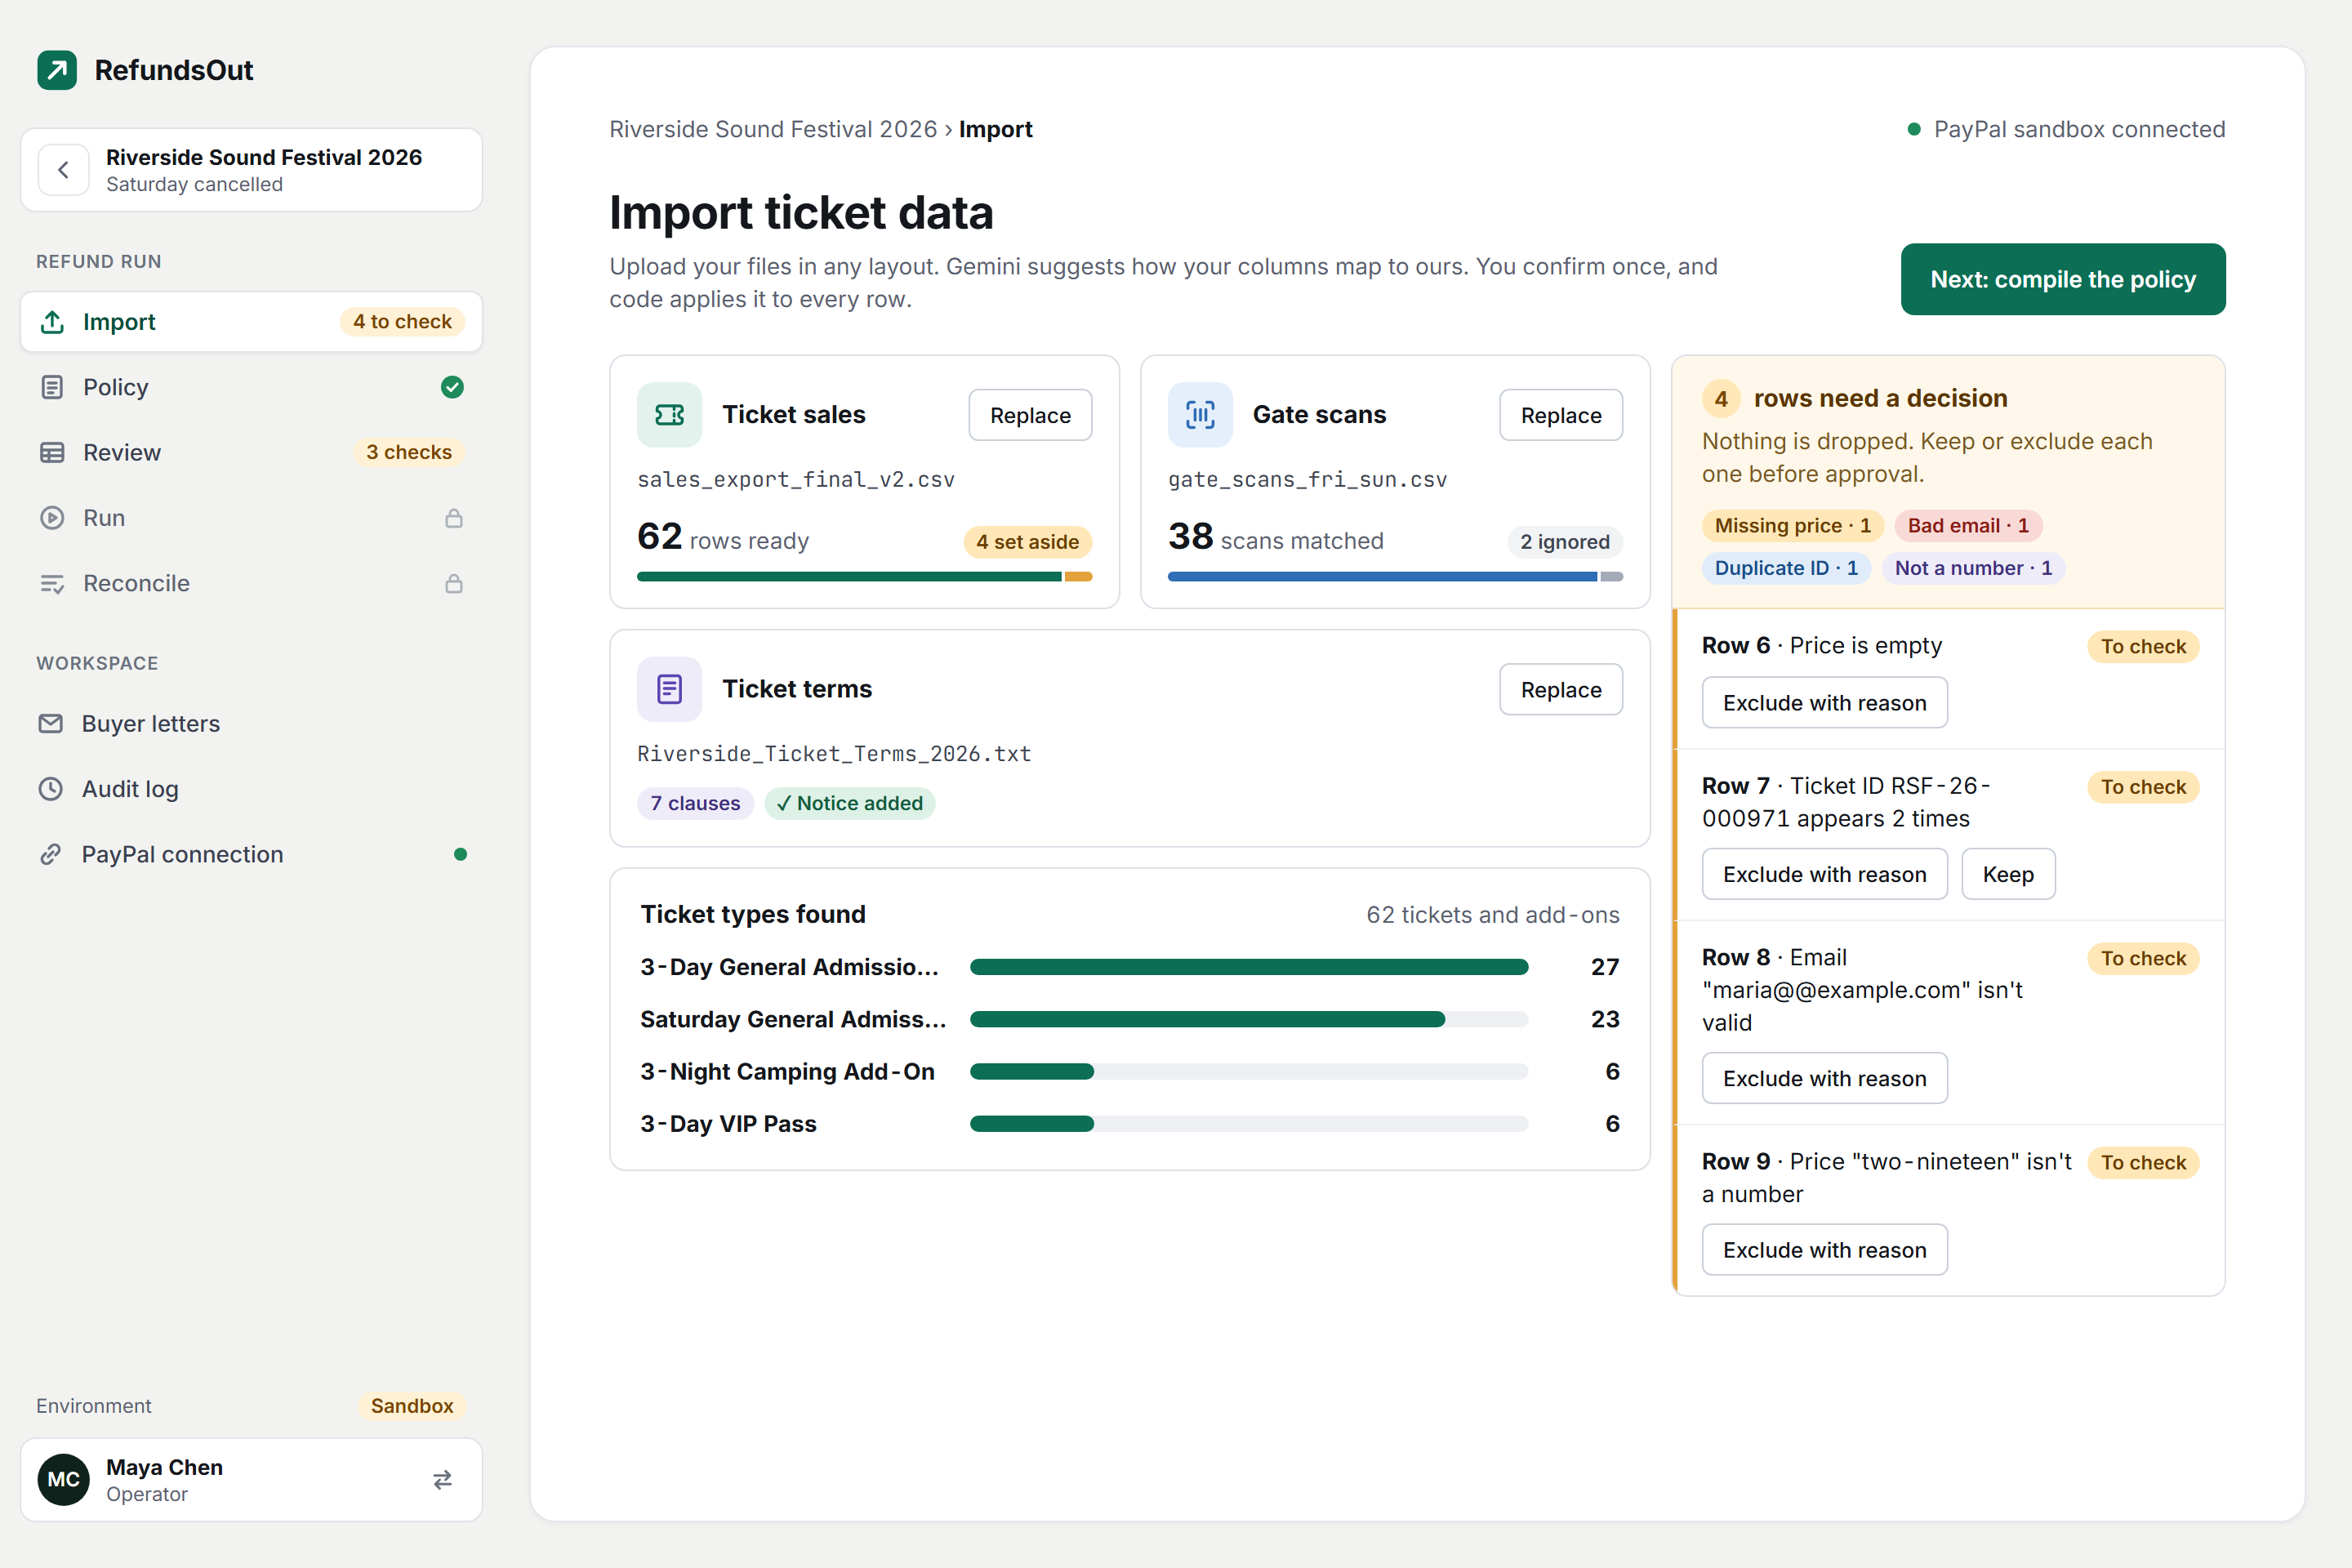 RefundsOut
Riverside Sound Festival 2026
Saturday cancelled
REFUND RUN
Import
4 to check
Policy
Review
3 checks
Run
Reconcile
WORKSPACE
Buyer letters
Audit log
PayPal connection
Environment
Sandbox
MC
Maya Chen
Operator
Riverside Sound Festival 2026 › Import
PayPal sandbox connected
Import ticket data
Upload your files in any layout. Gemini suggests how your columns map to ours. You confirm once, and
code applies it to every row.
Next: compile the policy
Ticket sales
Replace
sales_export_final_v2.csv
62 rows ready
4 set aside
Gate scans
Replace
gate_scans_fri_sun.csv
38 scans matched
2 ignored
Ticket terms
Replace
Riverside_Ticket_Terms_2026.txt
7 clauses
✓ Notice added
Ticket types found
62 tickets and add-ons
3-Day General Admissio...
27
Saturday General Admiss...
23
3-Night Camping Add-On
6
3-Day VIP Pass
6
4 rows need a decision
Nothing is dropped. Keep or exclude each
one before approval.
Missing price · 1
Bad email · 1
Duplicate ID · 1
Not a number · 1
Row 6 · Price is empty
To check
Exclude with reason
Row 7 · Ticket ID RSF-26-
000971 appears 2 times
To check
Exclude with reason
Keep
Row 8 · Email
"maria@@example.com" isn't
valid
To check
Exclude with reason
Row 9 · Price "two-nineteen" isn't
a number
To check
Exclude with reason